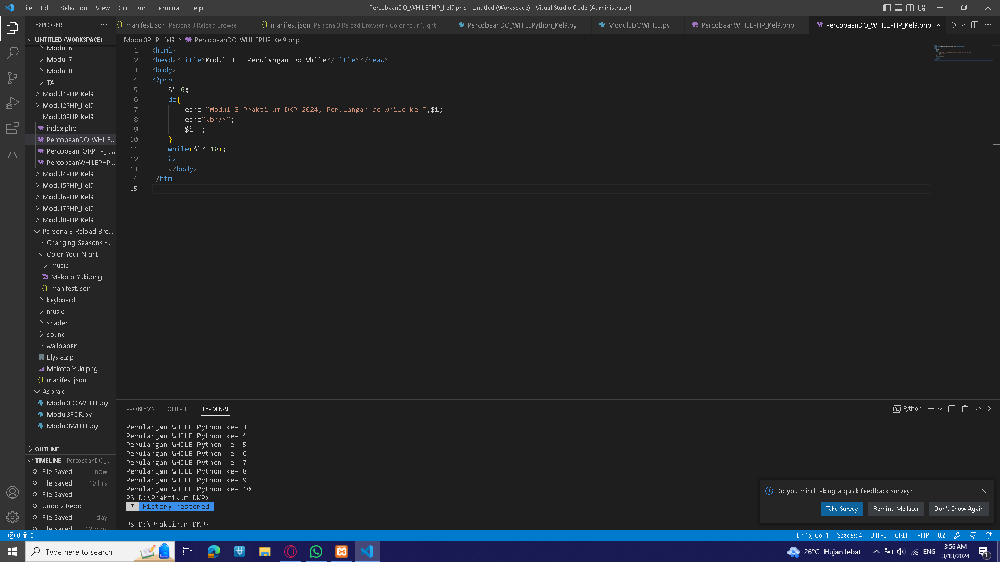 File Edit Selection View Go Run Terminal Help
PercobaanDO_WHILEPHP_Kel9.php - Untitled (Workspace) - Visual Studio Code [Administrator]
EXPLORER
manifest.json Persona 3 Reload Browser
manifest.json Persona 3 Reload Browser • Color Your Night
PercobaanDO_WHILEPython_Kel9.py
Modul3DOWHILE.py
PercobaanWHILEPHP_Kel9.php
PercobaanDO_WHILEPHP_Kel9.php
UNTITLED (WORKSPACE)
Modul 6
Modul 7
Modul 8
TA
Modul1PHP_Kel9
Modul2PHP_Kel9
Modul3PHP_Kel9
index.php
PercobaanDO_WHILE...
PercobaanFORPHP_K...
PercobaanWHILEPHP...
Modul4PHP_Kel9
Modul5PHP_Kel9
Modul6PHP_Kel9
Modul7PHP_Kel9
Modul8PHP_Kel9
Persona 3 Reload Bro...
Changing Seasons -...
Color Your Night
music
Makoto Yuki.png
manifest.json
keyboard
music
shader
sound
wallpaper
Elysia.zip
Makoto Yuki.png
manifest.json
Asprak
Modul3DOWHILE.py
Modul3FOR.py
Modul3WHILE.py
OUTLINE
TIMELINE PercobaanDO_...
File Saved now
File Saved 10 hrs
File Saved
Undo / Redo
File Saved 1 day
File Saved 12 mos
Modul3PHP_Kel9 > PercobaanDO_WHILEPHP_Kel9.php
1 <html>
2 <head><title>Modul 3 | Perulangan Do While</title></head>
3 <body>
4 <?php
5 $i=0;
6 do{
7 echo "Modul 3 Praktikum DKP 2024, Perulangan do while ke-",$i;
8 echo"<br/>";
9 $i++;
10 }
11 while($i<=10);
12 ?>
13 </body>
14 </html>
15
PROBLEMS OUTPUT TERMINAL
Python
Perulangan WHILE Python ke- 3
Perulangan WHILE Python ke- 4
Perulangan WHILE Python ke- 5
Perulangan WHILE Python ke- 6
Perulangan WHILE Python ke- 7
Perulangan WHILE Python ke- 8
Perulangan WHILE Python ke- 9
Perulangan WHILE Python ke- 10
PS D:\Praktikum DKP>
* History restored
PS D:\Praktikum DKP>
Do you mind taking a quick feedback survey?
Take Survey Remind Me later Don't Show Again
0 0
Ln 15, Col 1 Spaces: 4 UTF-8 CRLF PHP 8.2
Type here to search
26°C Hujan lebat
ENG
3:56 AM
3/13/2024
1